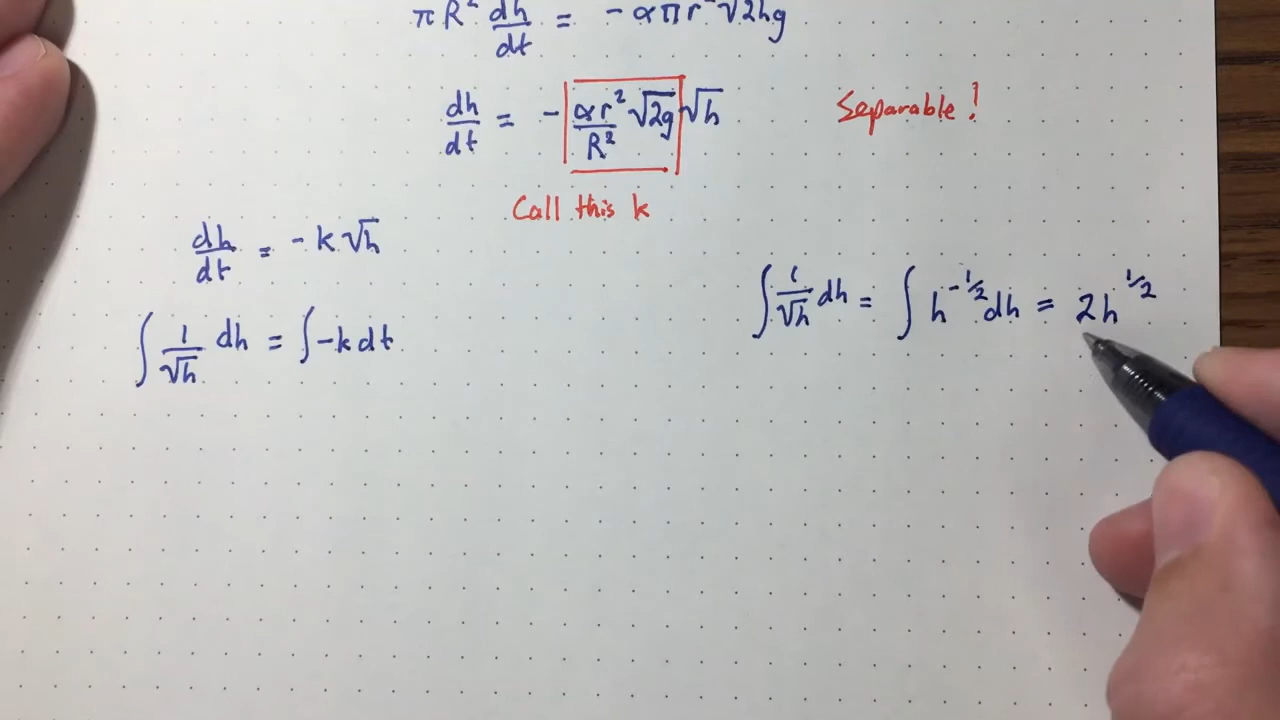 πR² dh/dt = -απr²√2hg
dh/dt = - αr²/R² √2g √h
Separable!
Call this k
dh/dt = -k√h
∫ 1/√h dh = ∫ h^-1/2 dh = 2h^1/2
∫ 1/√h dh = ∫ -k dt